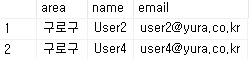 area name email
1 구로구 User2 user2@yura.co.kr
2 구로구 User4 user4@yura.co.kr